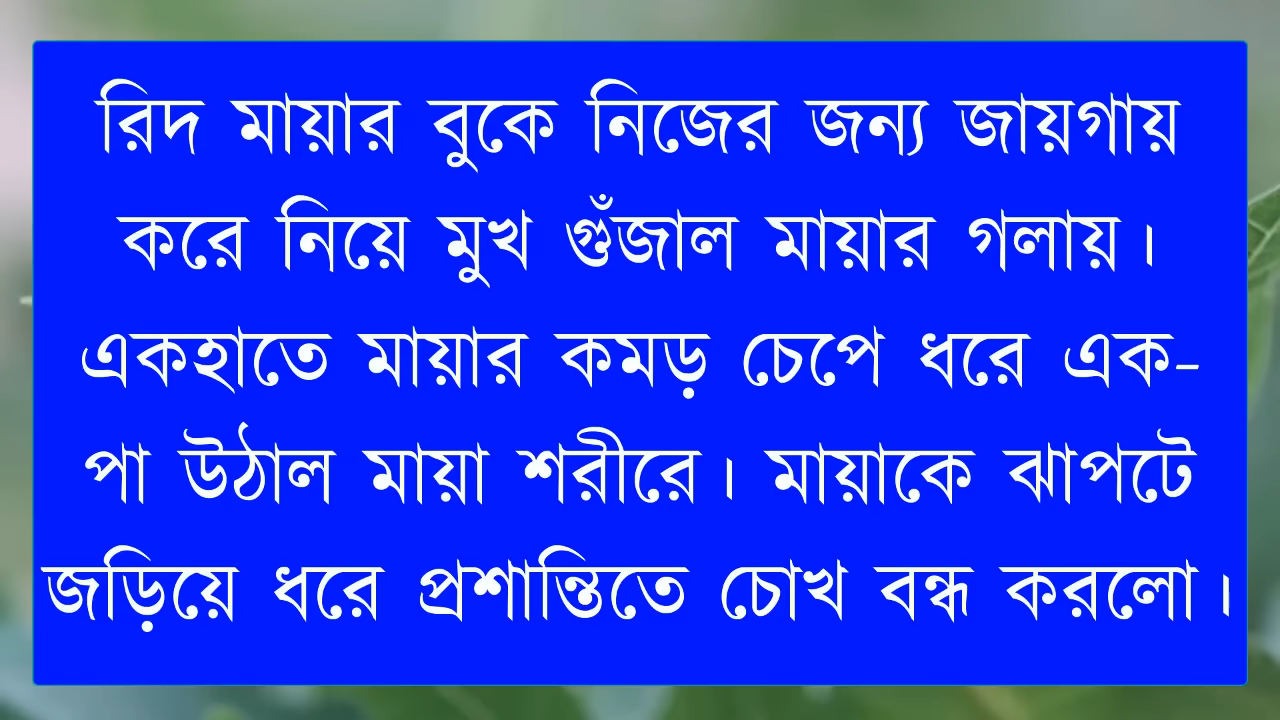 রিদ মায়ার বুকে নিজের জন্য জায়গায়
করে নিয়ে মুখ গুঁজাল মায়ার গলায়।
একহাতে মায়ার কমড় চেপে ধরে এক-
পা উঠাল মায়া শরীরে। মায়াকে ঝাপটে
জড়িয়ে ধরে প্রশান্তিতে চোখ বন্ধ করলো।